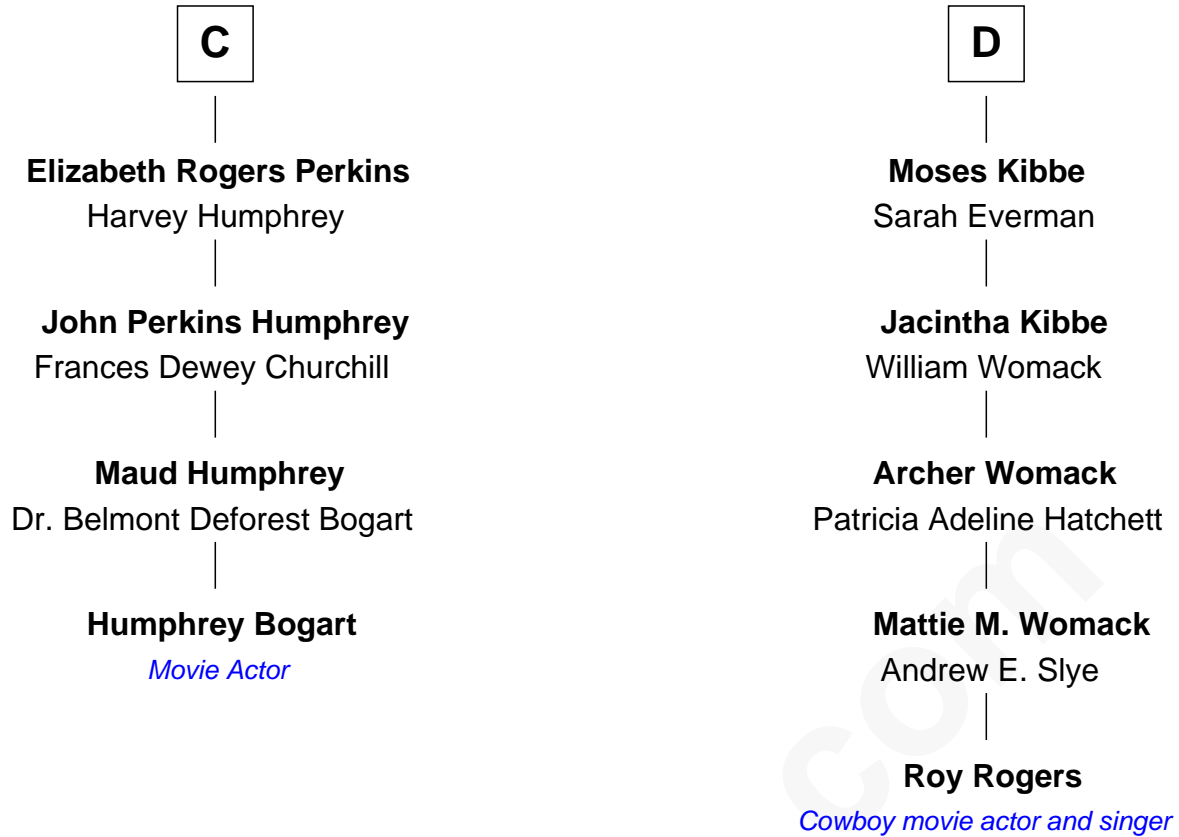 C
Elizabeth Rogers Perkins
Harvey Humphrey
John Perkins Humphrey
Frances Dewey Churchill
Maud Humphrey
Dr. Belmont Deforest Bogart
Humphrey Bogart
Movie Actor
D
Moses Kibbe
Sarah Everman
Jacintha Kibbe
William Womack
Archer Womack
Patricia Adeline Hatchett
Mattie M. Womack
Andrew E. Slye
Roy Rogers
Cowboy movie actor and singer
com